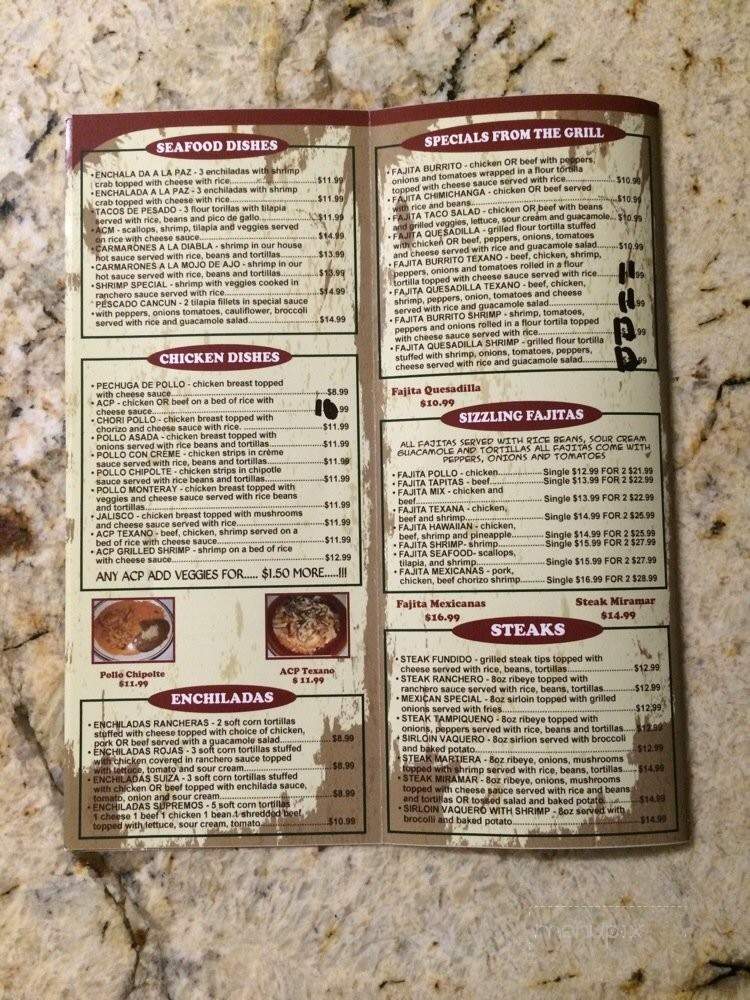 SEAFOOD DISHES
• ENCHALA DA A LA PAZ - 3 enchiladas with shrimp
crab topped with cheese with rice....$11.99
• ENCHALADA A LA PAZ - 3 enchiladas with shrimp
crab topped with cheese with rice....$11.99
• TACOS DE PESADO - 3 flour tortillas with tilapia
served with rice, beans and pico de gallo....$11.99
• ACM - scallops, shrimp, tilapia and veggies served
on rice with cheese sauce....$14.99
• CARMARONES A LA DIABLA - shrimp in our house
hot sauce served with rice, beans and tortillas....$13.99
• CARMARONES A LA MOJO DE AJO - shrimp in our
hot sauce served with rice, beans and tortillas....$13.99
• SHRIMP SPECIAL - shrimp with veggies cooked in
ranchero sauce served with rice....$14.99
PESCADO CANCUN - 2 tilapia fillets in special sauce
• with peppers, onions tomatoes, cauliflower, broccoli
served with rice and guacamole salad....$14.99
CHICKEN DISHES
• PECHUGA DE POLLO - chicken breast topped
with cheese sauce....$8.99
• ACP - chicken OR beef on a bed of rice with
cheese sauce....10.99
• CHORI POLLO - chicken breast topped with
chorizo and cheese sauce with rice. ....$11.99
• POLLO ASADA - chicken breast topped with
onions served with rice beans and tortillas....$11.99
• POLLO CON CREME - chicken strips in crème
sauce served with rice, beans and tortillas....$11.99
• POLLO CHIPOLTE - chicken strips in chipotle
sauce served with rice beans and tortillas....$11.99
• POLLO MONTERAY - chicken breast topped with
veggies and cheese sauce served with rice beans
and tortillas....$11.99
• JALISCO - chicken breast topped with mushrooms
and cheese sauce served with rice....$11.99
• ACP TEXANO - beef, chicken, shrimp served on a
bed of rice with cheese sauce....$11.99
• ACP GRILLED SHRIMP - shrimp on a bed of rice
with cheese sauce....$12.99
ANY ACP ADD VEGGIES FOR..... $1.50 MORE.....!!!
Pollo Chipolte
$11.99
ACP Texano
$ 11.99
ENCHILADAS
• ENCHILADAS RANCHERAS - 2 soft corn tortillas
stuffed with cheese topped with choice of chicken,
pork OR beef served with a guacamole salad....$8.99
• ENCHILADAS ROJAS - 3 soft corn tortillas stuffed
with chicken covered in ranchero sauce topped
with lettuce, tomato and sour cream....$8.99
ENCHILADAS SUIZA - 3 soft corn tortillas stuffed
with chicken OR beef topped with enchilada sauce,
tomato, onion and sour cream....$8.99
• ENCHILADAS SUPREMOS - 5 soft corn tortillas
1 cheese 1 beef 1 chicken 1 bean 1 shredded beef
topped with lettuce, sour cream, tomato....$10.99
SPECIALS FROM THE GRILL
• FAJITA BURRITO - chicken OR beef with peppers,
onions and tomatoes wrapped in a flour tortilla
topped with cheese sauce served with rice....$10.99
• FAJITA CHIMICHANGA - chicken OR beef served
with rice and beans....$10.99
• FAJITA TACO SALAD - chicken OR beef with beans
and grilled veggies, lettuce, sour cream and guacamole....$10.99
• FAJITA QUESADILLA - grilled flour tortilla stuffed
with chicken OR beef, peppers, onions, tomatoes
and cheese served with rice and guacamole salad....$10.99
• FAJITA BURRITO TEXANO - beef, chicken, shrimp,
peppers, onions and tomatoes rolled in a flour
tortilla topped with cheese sauce served with rice....99
• FAJITA QUESADILLA TEXANO - beef, chicken,
shrimp, peppers, onion, tomatoes and cheese
served with rice and guacamole salad....
• FAJITA BURRITO SHRIMP - shrimp, tomatoes,
peppers and onions rolled in a flour tortila topped
with cheese sauce served with rice....99
• FAJITA QUESADILLA SHRIMP - grilled flour tortilla
stuffed with shrimp, onions, tomatoes, peppers,
cheese served with rice and guacamole salad....99
Fajita Quesadilla
$10.99
SIZZLING FAJITAS
ALL FAJITAS SERVED WITH RICE BEANS, SOUR CREAM
GUACAMOLE AND TORTILLAS ALL FAJITAS COME WITH
PEPPERS, ONIONS AND TOMATOES
• FAJITA POLLO - chicken....Single $12.99 FOR 2 $21.99
• FAJITA TAPITAS - beef....Single $13.99 FOR 2 $22.99
• FAJITA MIX - chicken and
beef....Single $13.99 FOR 2 $22.99
• FAJITA TEXANA - chicken,
beef and shrimp....Single $14.99 FOR 2 $25.99
• FAJITA HAWAIIAN - chicken,
beef, shrimp and pineapple....Single $14.99 FOR 2 $25.99
• FAJITA SHRIMP- shrimp....Single $15.99 FOR 2 $27.99
• FAJITA SEAFOOD- scallops,
tilapia, and shrimp....Single $15.99 FOR 2 $27.99
• FAJITA MEXICANAS - pork,
chicken, beef chorizo shrimp....Single $16.99 FOR 2 $28.99
Fajita Mexicanas
$16.99
Steak Miramar
$14.99
STEAKS
• STEAK FUNDIDO - grilled steak tips topped with
cheese served with rice, beans, tortillas....$12.99
• STEAK RANCHERO - 8oz ribeye topped with
ranchero sauce served with rice, beans, tortillas....$12.99
• MEXICAN SPECIAL - 8oz sirloin topped with grilled
onions served with fries....$12.99
• STEAK TAMPIQUENO - 8oz ribeye topped with
onions, peppers served with rice, beans and tortillas....$12.99
• SIRLOIN VAQUERO - 8oz sirlion served with broccoli
and baked potato....$12.99
• STEAK MARTIERA - 8oz ribeye, onions, mushrooms
topped with shrimp served with rice, beans, tortillas....$14.99
• STEAK MIRAMAR - 8oz ribeye, onions, mushrooms
topped with cheese sauce served with rice and beans
and tortillas OR tossed salad and baked potato....$14.99
• SIRLOIN VAQUERO WITH SHRIMP - 8oz served with
brocolli and baked potato....$14.99
menupix